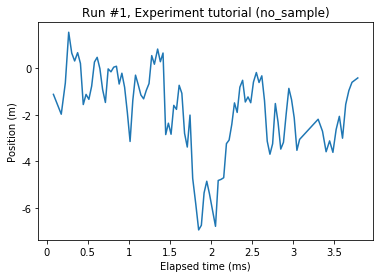 Run #1, Experiment tutorial (no_sample)
Position (m)
0
-2
-4
-6
0 0.5 1 1.5 2 2.5 3 3.5
Elapsed time (ms)